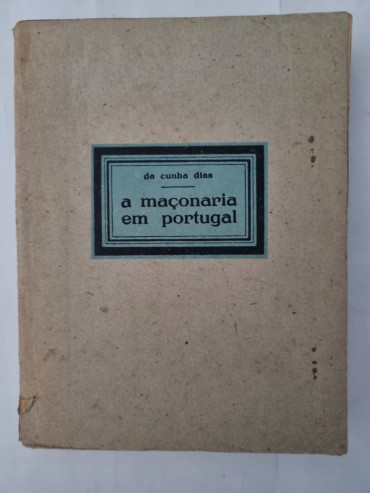 da cunha dias
a maçonaria
em portugal